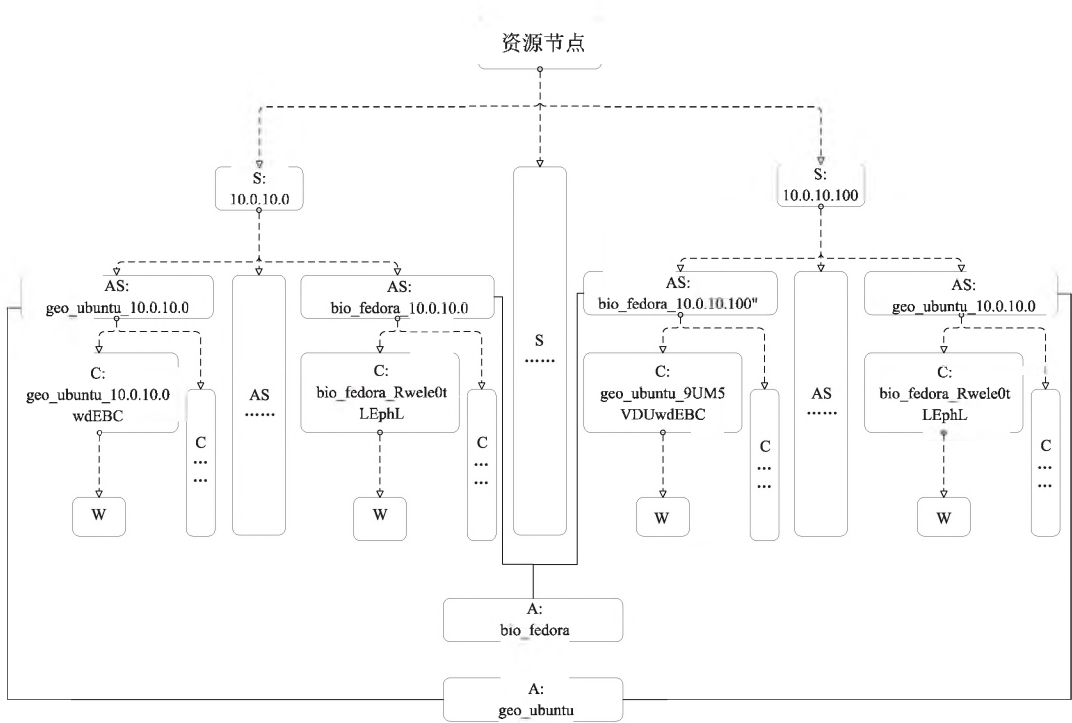 资源节点
S:
10.0.10.0
S:
10.0.10.100
AS:
geo_ubuntu_10.0.10.0
AS:
bio_fedora_10.0.10.0
AS:
bio_fedora_10.0.10.100"
AS:
geo_ubuntu_10.0.10.0
S
......
C:
geo_ubuntu_10.0.10.0
wdEBC
AS
......
C:
bio_fedora_Rwele0t
LEphL
C:
geo_ubuntu_9UM5
VDUwdEBC
AS
......
C:
bio_fedora_Rwele0t
LEphL
C
...
...
C
...
...
C
...
...
C
...
...
W
W
W
W
A:
bio_fedora
A:
geo_ubuntu